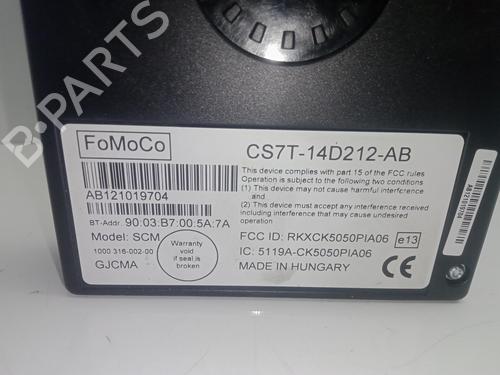 B-PARTS
FoMoCo
CS7T-14D212-AB
This device complies with part 15 of the FCC rules
Operation is subject to the following two conditions
(1) This device may not cause harmful interference,
and
(2) This device must accept any interference received
including interference that may cause undesired
operation
AB121019704
BT-Addr. 90:03:B7:00:5A:7A
Model: SCM
1000 316-002-00
GJCMA
Warranty
void
if seal is
broken
FCC ID: RKXCK5050PIA06
e13
IC: 5119A-CK5050PIA06
MADE IN HUNGARY
CE
AB121019704